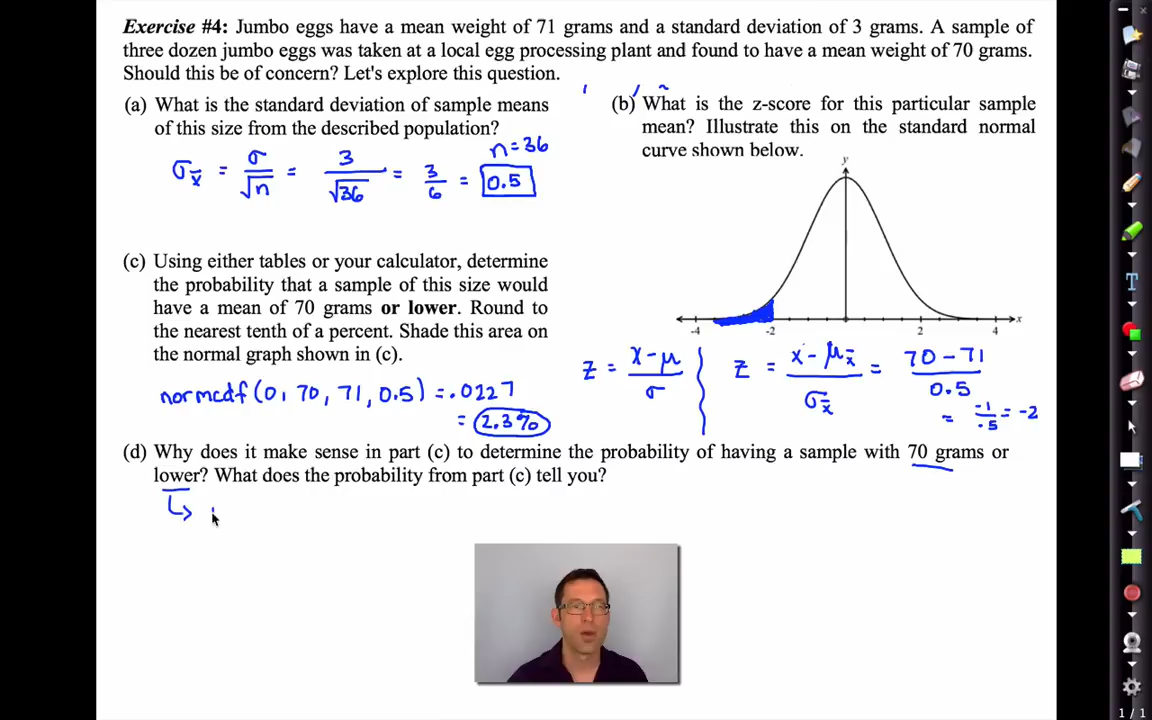 Exercise #4: Jumbo eggs have a mean weight of 71 grams and a standard deviation of 3 grams. A sample of
three dozen jumbo eggs was taken at a local egg processing plant and found to have a mean weight of 70 grams.
Should this be of concern? Let's explore this question.
(a) What is the standard deviation of sample means
of this size from the described population?
n=36
σx̄ = σ/√n = 3/√36 = 3/6 = 0.5
(b) What is the z-score for this particular sample
mean? Illustrate this on the standard normal
curve shown below.
y
-4 -2 2 4 x
z = x-μ/σ
z = x-μx̄/σx̄ = 70-71/0.5
= -1/.5 = -2
(c) Using either tables or your calculator, determine
the probability that a sample of this size would
have a mean of 70 grams or lower. Round to
the nearest tenth of a percent. Shade this area on
the normal graph shown in (c).
normcdf(0, 70, 71, 0.5) = .0227
= 2.3%
(d) Why does it make sense in part (c) to determine the probability of having a sample with 70 grams or
lower? What does the probability from part (c) tell you?
T
1 / 1